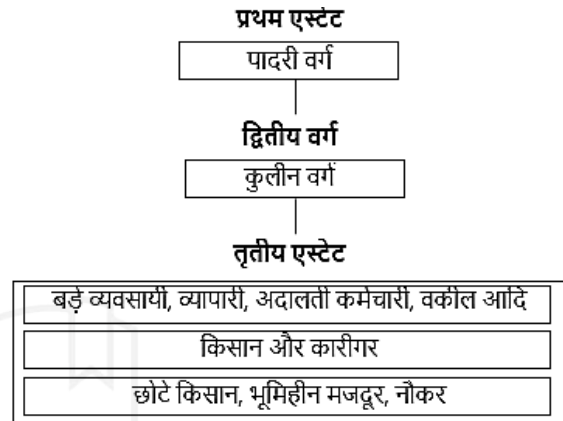 प्रथम एस्टेट
पादरी वर्ग
द्वितीय वर्ग
कुलीन वर्ग
तृतीय एस्टेट
बड़े व्यवसायी, व्यापारी, अदालती कर्मचारी, वकील आदि
किसान और कारीगर
छोटे किसान, भूमिहीन मजदूर, नौकर